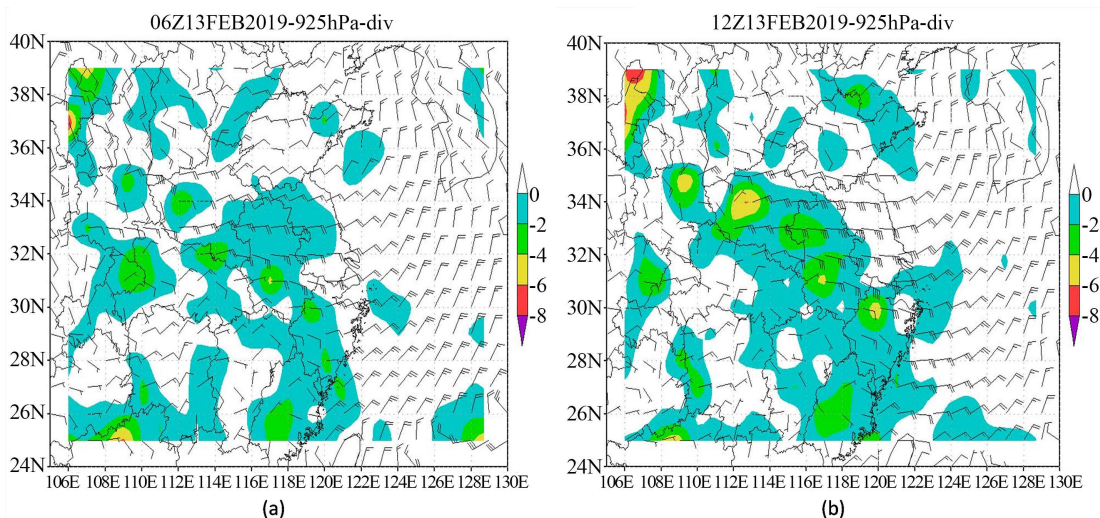 06Z13FEB2019-925hPa-div
40N
38N
36N
34N
32N
30N
28N
26N
24N
106E 108E 110E 112E 114E 116E 118E 120E 122E 124E 126E 128E 130E
0
-2
-4
-6
-8
(a)
12Z13FEB2019-925hPa-div
40N
38N
36N
34N
32N
30N
28N
26N
24N
106E 108E 110E 112E 114E 116E 118E 120E 122E 124E 126E 128E 130E
0
-2
-4
-6
-8
(b)